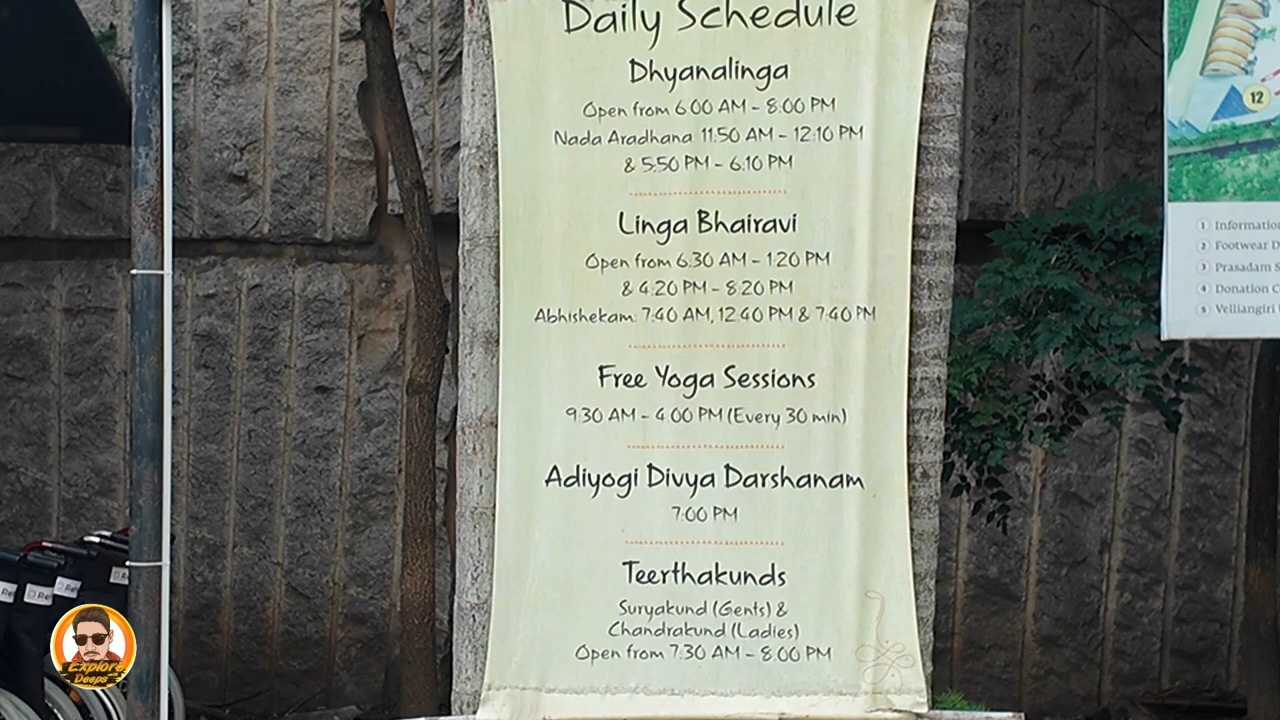 Daily Schedule
Dhyanalinga
Open from 6:00 AM - 8:00 PM
Nada Aradhana: 11:50 AM - 12:10 PM
& 5:50 PM - 6:10 PM
Linga Bhairavi
Open from 6:30 AM - 1:20 PM
& 4:20 PM - 8:20 PM
Abhishekam: 7:40 AM, 12:40 PM & 7:40 PM
Free Yoga Sessions
9:30 AM - 4:00 PM (Every 30 min)
Adiyogi Divya Darshanam
7:00 PM
Teerthakunds
Suryakund (Gents) &
Chandrakund (Ladies)
Open from 7:30 AM - 8:00 PM
12
1 Informatio
2 Footwear D
3 Prasadam S
4 Donation C
5 Velliangiri
Explore
Deeps